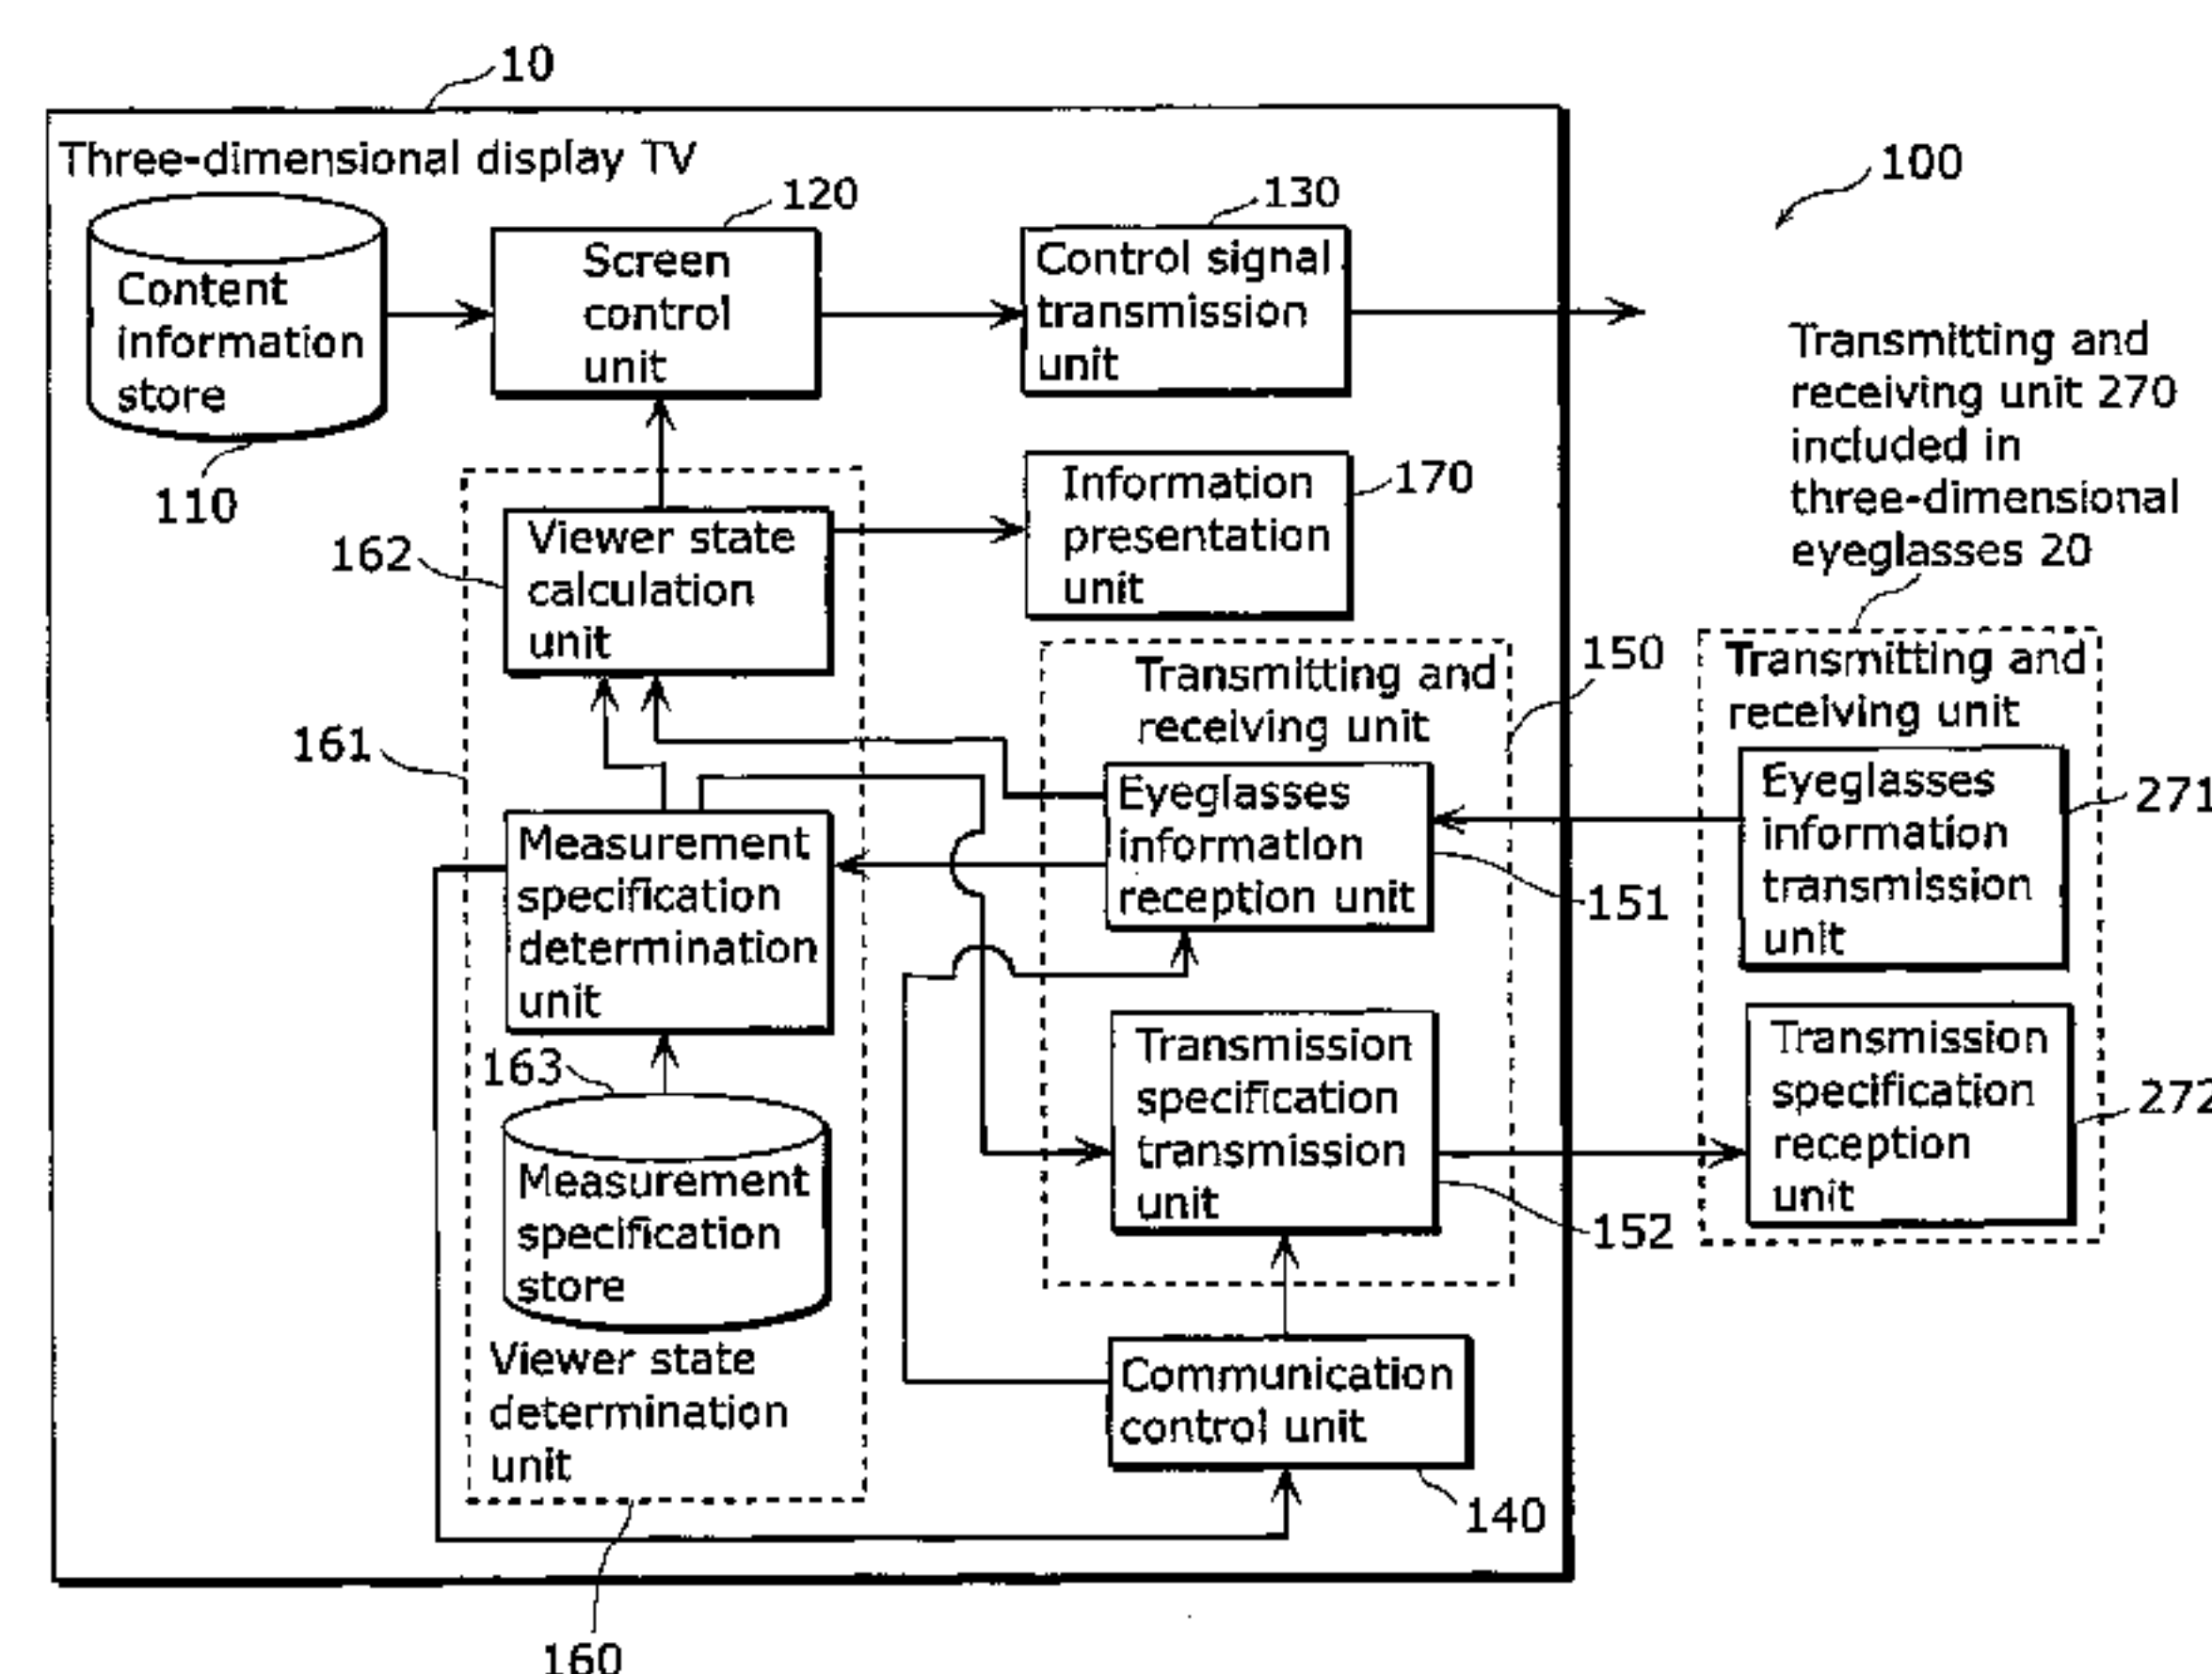 10
Three-dimensional display TV
100
120
130
Content
information
store
110
Screen
control
unit
Control signal
transmission
unit
Transmitting and
receiving unit 270
included in
three-dimensional
eyeglasses 20
162
Viewer state
calculation
unit
Information
presentation
unit
170
161
Transmitting and
receiving unit
150
Transmitting and
receiving unit
Measurement
specification
determination
unit
Eyeglasses
information
reception unit
151
Eyeglasses
information
transmission
unit
271
163
Measurement
specification
store
Transmission
specification
transmission
unit
152
Transmission
specification
reception
unit
272
Viewer state
determination
unit
160
Communication
control unit
140